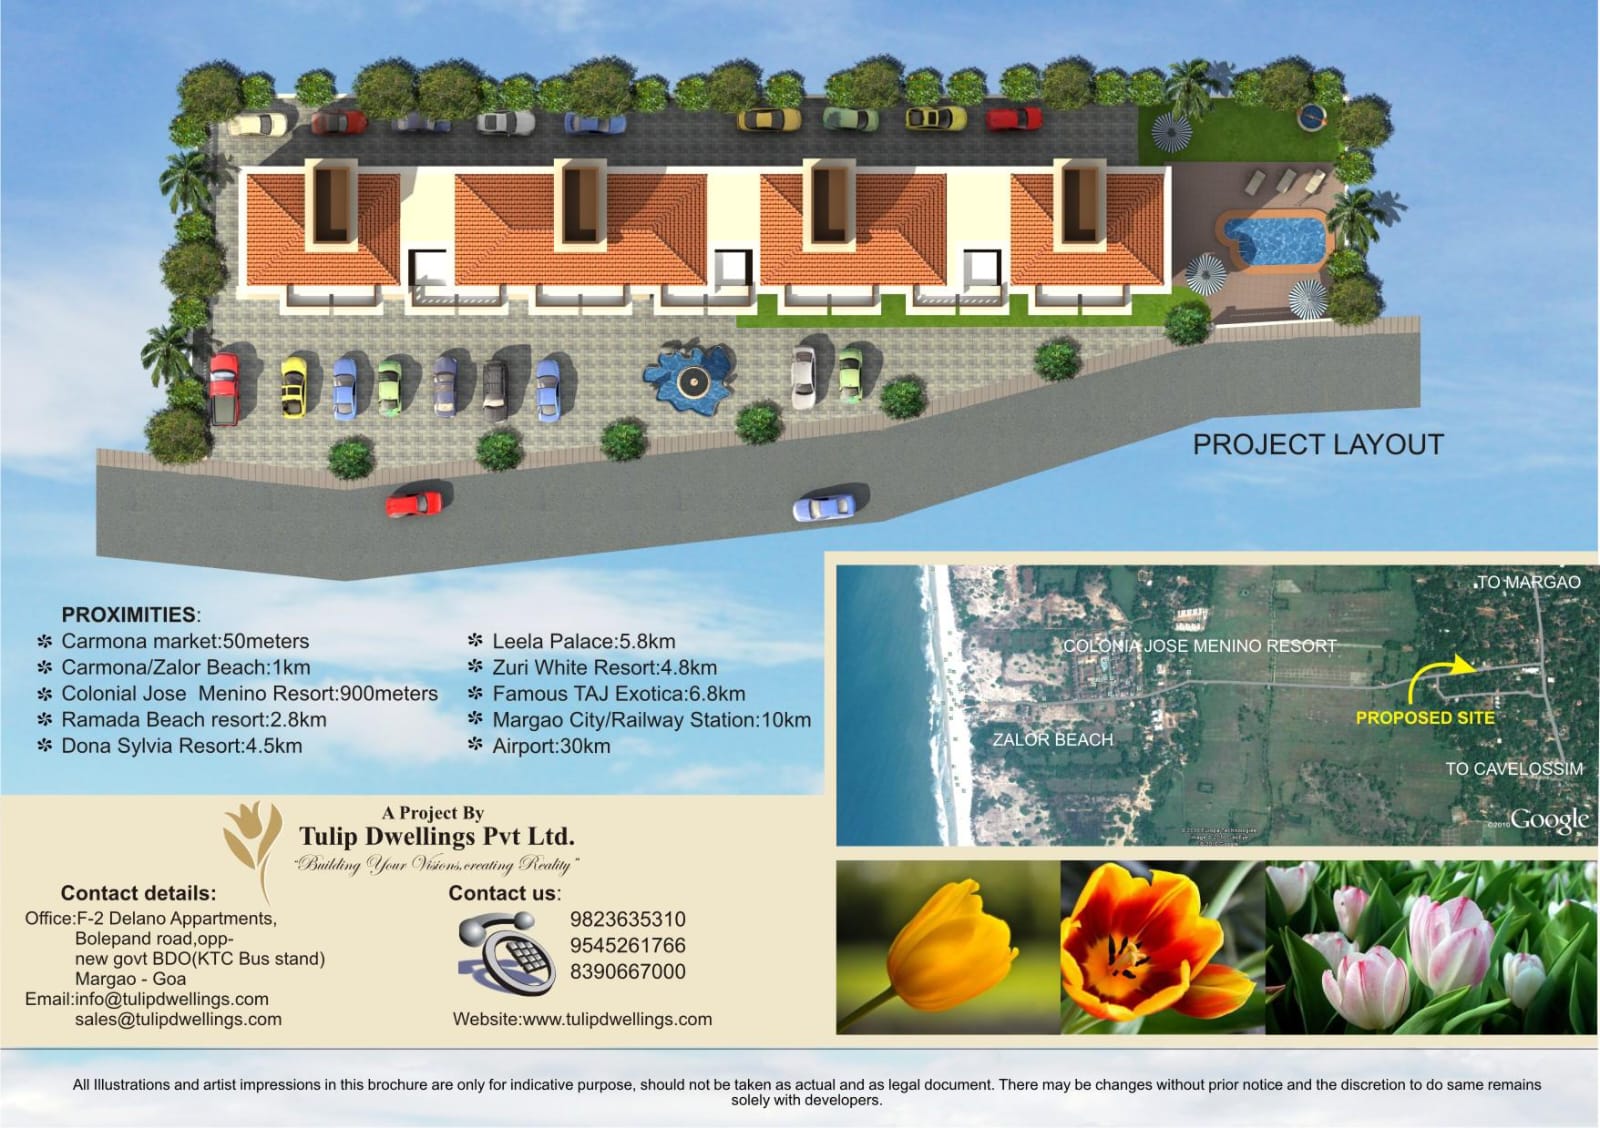 PROJECT LAYOUT
PROXIMITIES:
Carmona market:50meters
Carmona/Zalor Beach:1km
Colonial Jose Menino Resort:900meters
Ramada Beach resort:2.8km
Dona Sylvia Resort:4.5km
Leela Palace:5.8km
Zuri White Resort:4.8km
Famous TAJ Exotica:6.8km
Margao City/Railway Station:10km
Airport:30km
TO MARGAO
COLONIA JOSE MENINO RESORT
PROPOSED SITE
ZALOR BEACH
TO CAVELOSSIM
©2010 Google
A Project By
Tulip Dwellings Pvt Ltd.
"Building Your Visions,creating Reality"
Contact details:
Office:F-2 Delano Appartments,
Bolepand road,opp-
new govt BDO(KTC Bus stand)
Margao - Goa
Email:info@tulipdwellings.com
sales@tulipdwellings.com
Contact us:
9823635310
9545261766
8390667000
Website:www.tulipdwellings.com
All Illustrations and artist impressions in this brochure are only for indicative purpose, should not be taken as actual and as legal document. There may be changes without prior notice and the discretion to do same remains
solely with developers.